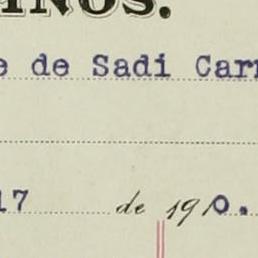 INOS.
e de Sadi Carn
17 de 1910.